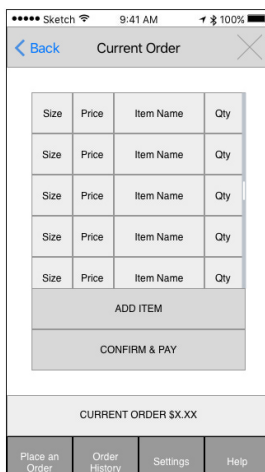 Sketch 9:41 AM 100%
Back Current Order
Size Price Item Name Qty
Size Price Item Name Qty
Size Price Item Name Qty
Size Price Item Name Qty
Size Price Item Name Qty
ADD ITEM
CONFIRM & PAY
CURRENT ORDER $X.XX
Place an Order Settings Help
Order History